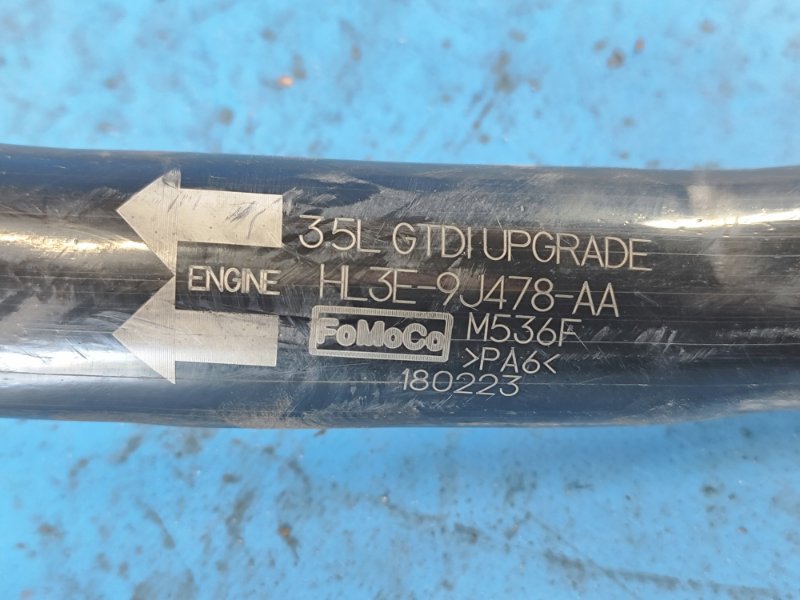 3.5L GTDI UPGRADE
ENGINE HL3E-9J478-AA
FoMoCo M536F
>PA6<
180223